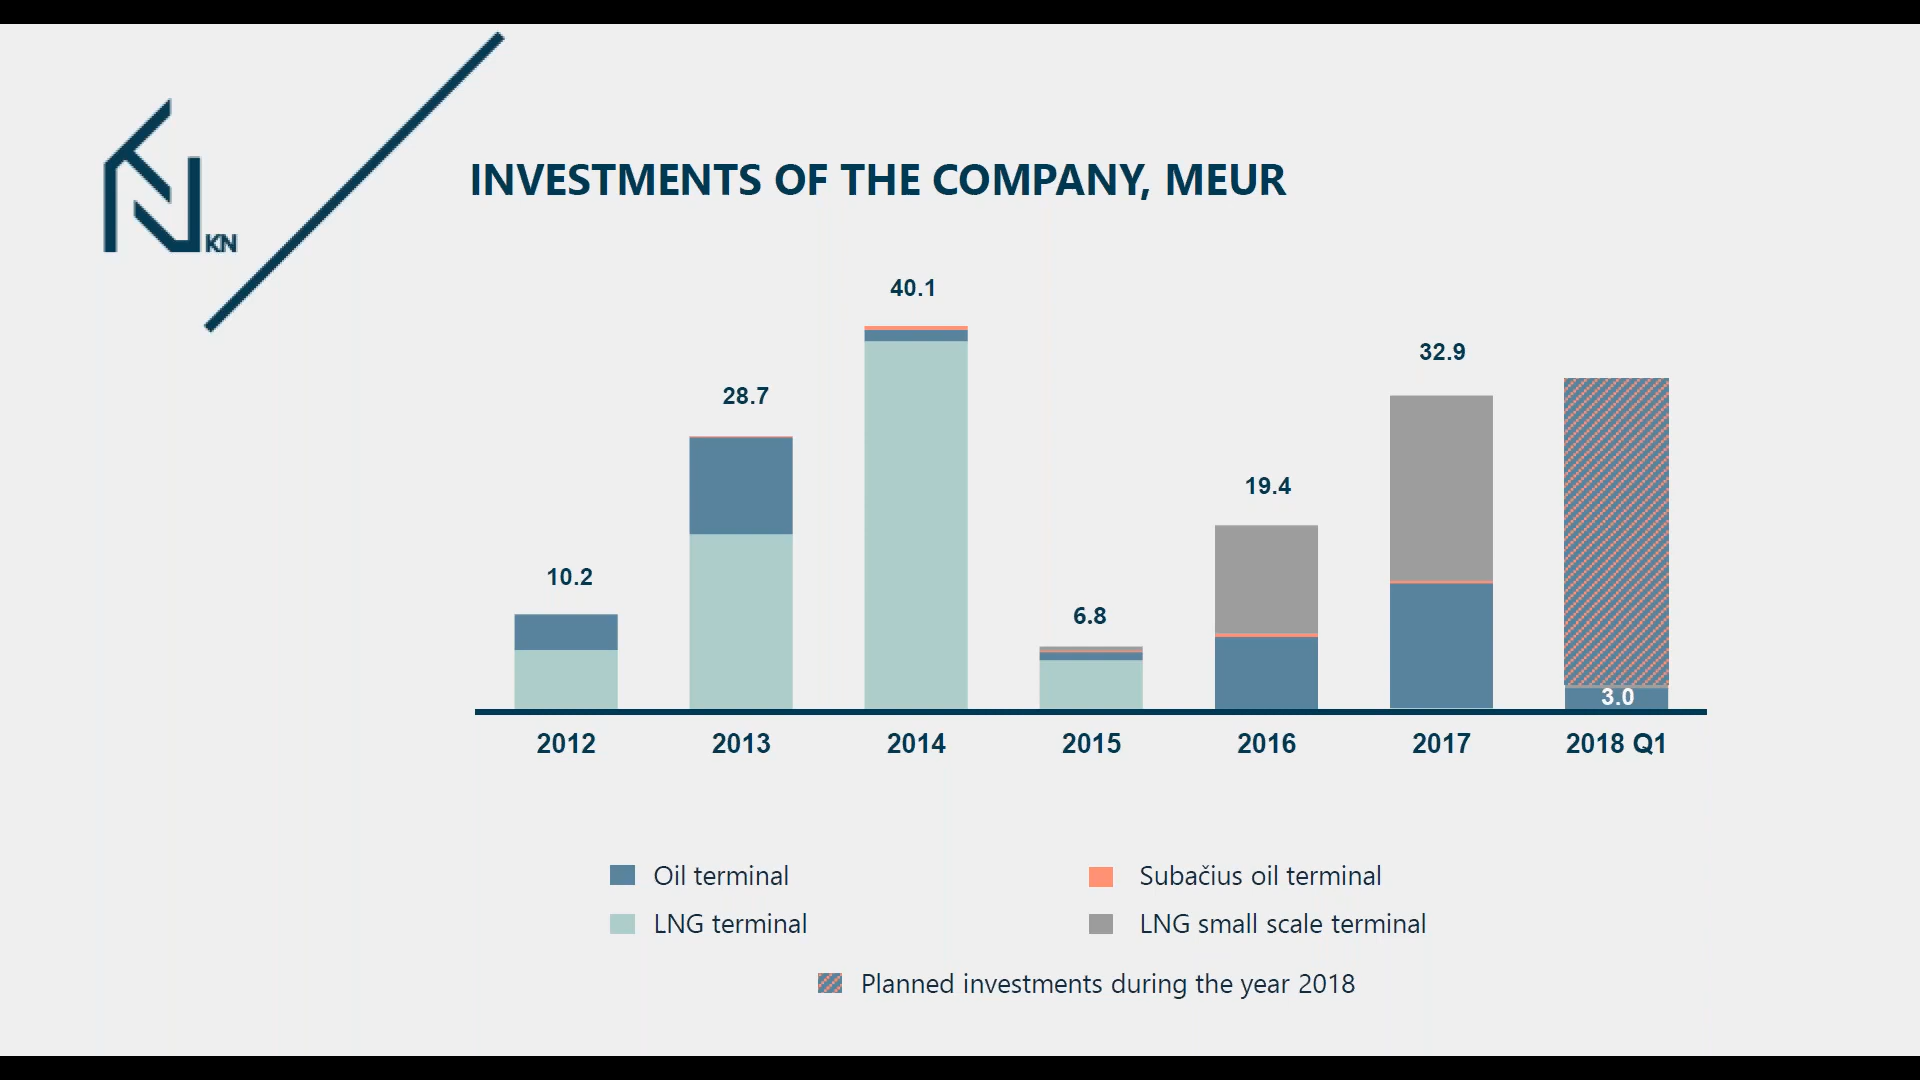 KN
INVESTMENTS OF THE COMPANY, MEUR
40.1
32.9
28.7
19.4
10.2
6.8
3.0
2012 2013 2014 2015 2016 2017 2018 Q1
Oil terminal Subačius oil terminal
LNG terminal LNG small scale terminal
Planned investments during the year 2018